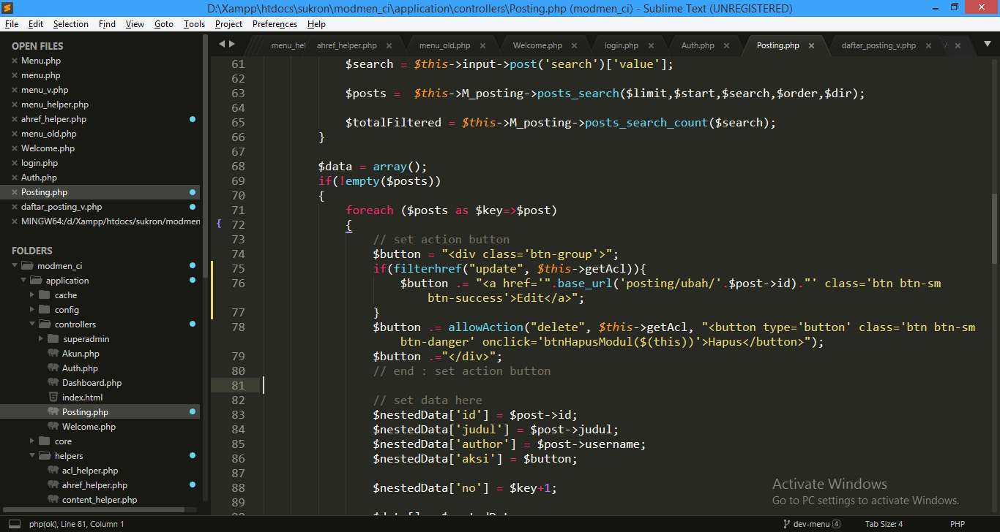 D:\Xampp\htdocs\sukron\modmen_ci\application\controllers\Posting.php (modmen_ci) - Sublime Text (UNREGISTERED)
File Edit Selection Find View Goto Tools Project Preferences Help
OPEN FILES
Menu.php
menu.php
menu_v.php
menu_helper.php
ahref_helper.php
menu_old.php
Welcome.php
login.php
Auth.php
Posting.php
daftar_posting_v.php
MINGW64:/d/Xampp/htdocs/sukron/modmen
FOLDERS
modmen_ci
application
cache
config
controllers
superadmin
Akun.php
Auth.php
Dashboard.php
index.html
Posting.php
Welcome.php
core
helpers
acl_helper.php
ahref_helper.php
content_helper.php
menu_hel ahref_helper.php menu_old.php Welcome.php login.php Auth.php Posting.php daftar_posting_v.php
61 $search = $this->input->post('search')['value'];
62
63 $posts =  $this->M_posting->posts_search($limit,$start,$search,$order,$dir);
64
65 $totalFiltered = $this->M_posting->posts_search_count($search);
66 }
67
68 $data = array();
69 if(!empty($posts))
70 {
71 foreach ($posts as $key=>$post)
{ 72 {
73 // set action button
74 $button = "<div class='btn-group'>";
75 if(filterhref("update", $this->getAcl)){
76 $button .= "<a href='".base_url('posting/ubah/'.$post->id)."' class='btn btn-sm
btn-success'>Edit</a>";
77 }
78 $button .= allowAction("delete", $this->getAcl, "<button type='button' class='btn btn-sm
btn-danger' onclick='btnHapusModul($(this))'>Hapus</button>");
79 $button .="</div>";
80 // end : set action button
81
82 // set data here
83 $nestedData['id'] = $post->id;
84 $nestedData['judul'] = $post->judul;
85 $nestedData['author'] = $post->username;
86 $nestedData['aksi'] = $button;
87
88 $nestedData['no'] = $key+1;
89
Activate Windows
Go to PC settings to activate Windows.
php(ok), Line 81, Column 1 dev-menu 4 Tab Size: 4 PHP